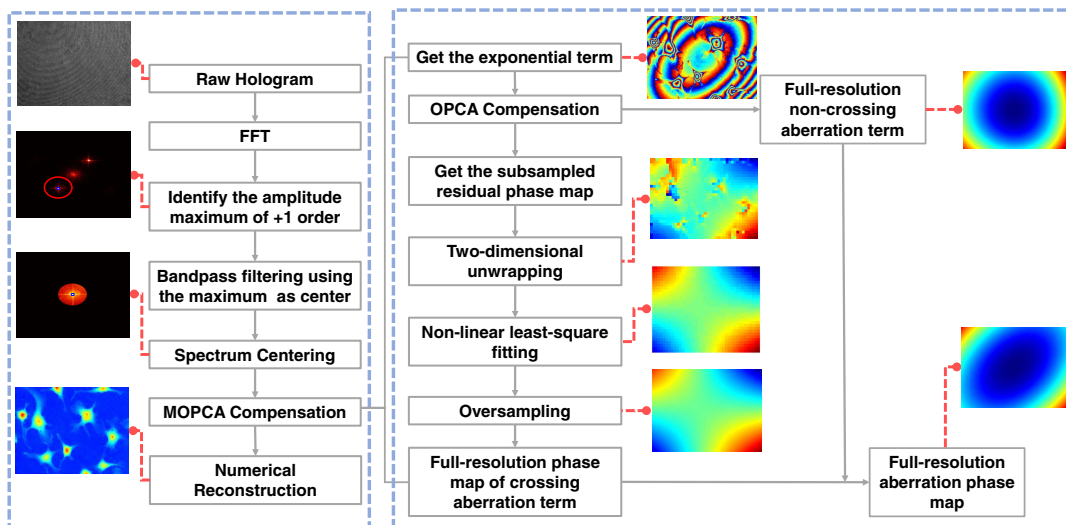 Raw Hologram
FFT
Identify the amplitude
maximum of +1 order
Bandpass filtering using
the maximum as center
Spectrum Centering
MOPCA Compensation
Numerical
Reconstruction
Get the exponential term
OPCA Compensation
Get the subsampled
residual phase map
Two-dimensional
unwrapping
Non-linear least-square
fitting
Oversampling
Full-resolution phase
map of crossing
aberration term
Full-resolution
non-crossing
aberration term
Full-resolution
aberration phase
map